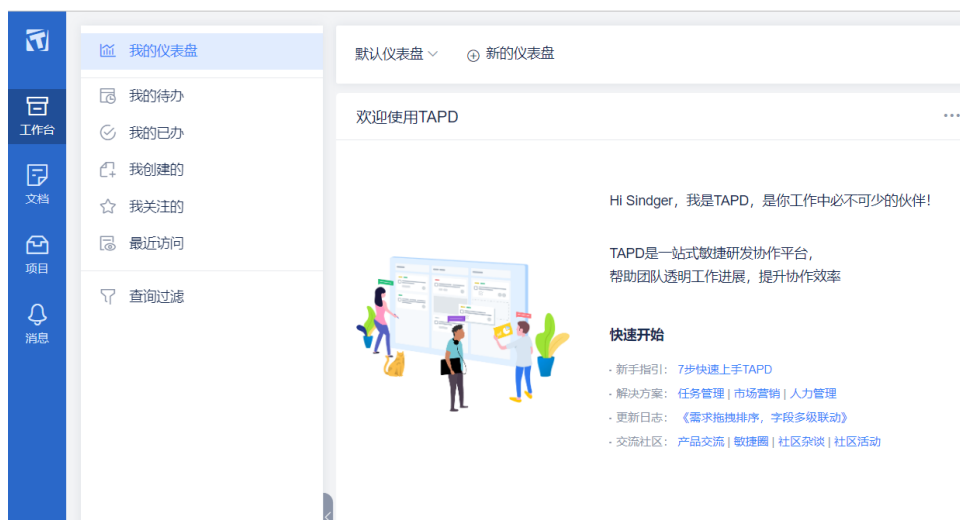 工作台
文档
项目
消息
我的仪表盘
我的待办
我的已办
我创建的
我关注的
最近访问
查询过滤
默认仪表盘
新的仪表盘
欢迎使用TAPD
Hi Sindger，我是TAPD，是你工作中必不可少的伙伴！
TAPD是一站式敏捷研发协作平台，
帮助团队透明工作进展，提升协作效率
快速开始
· 新手指引： 7步快速上手TAPD
· 解决方案： 任务管理 | 市场营销 | 人力管理
· 更新日志： 《需求拖拽排序，字段多级联动》
· 交流社区： 产品交流 | 敏捷圈 | 社区杂谈 | 社区活动